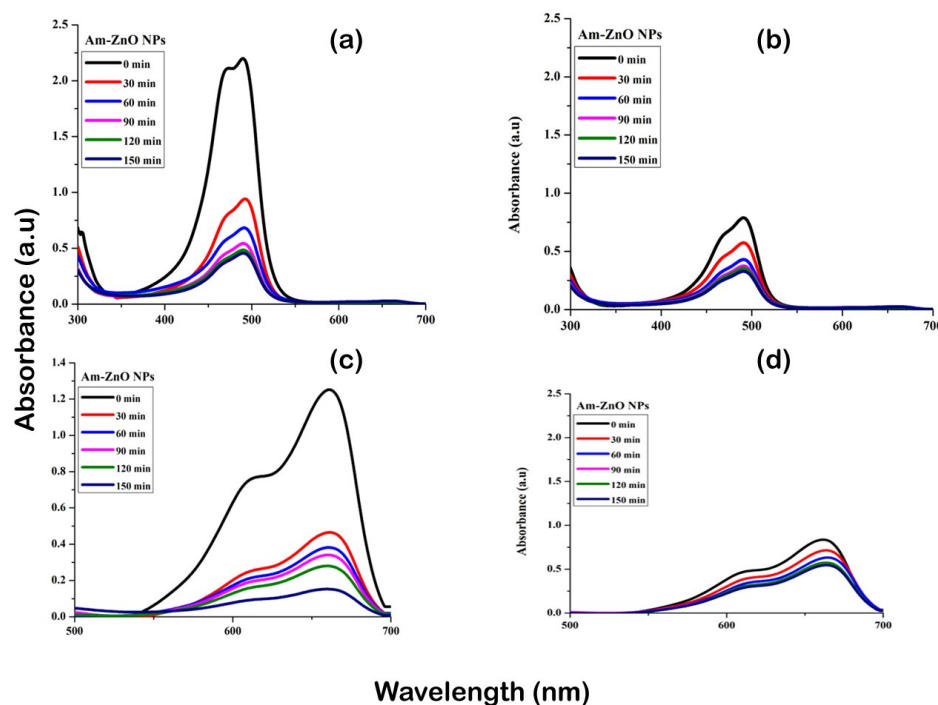 (a)
Am-ZnO NPs
0 min
30 min
60 min
90 min
120 min
150 min
2.5
2.0
1.5
1.0
0.5
0.0
300
400
500
600
700
(b)
Am-ZnO NPs
0 min
30 min
60 min
90 min
120 min
150 min
Absorbance (a.u)
2.5
2.0
1.5
1.0
0.5
0.0
300
400
500
600
700
Absorbance (a.u)
(c)
Am-ZnO NPs
0 min
30 min
60 min
90 min
120 min
150 min
1.4
1.2
1.0
0.8
0.6
0.4
0.2
0.0
500
600
700
(d)
Am-ZnO NPs
0 min
30 min
60 min
90 min
120 min
150 min
Absorbance (a.u)
2.5
2.0
1.5
1.0
0.5
0.0
500
600
700
Wavelength (nm)